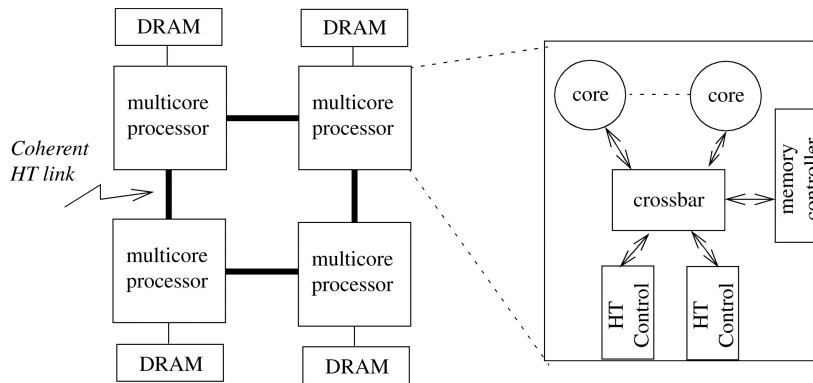 DRAM
DRAM
multicore
processor
multicore
processor
Coherent
HT link
multicore
processor
multicore
processor
DRAM
DRAM
core
core
crossbar
memory
controller
HT
Control
HT
Control